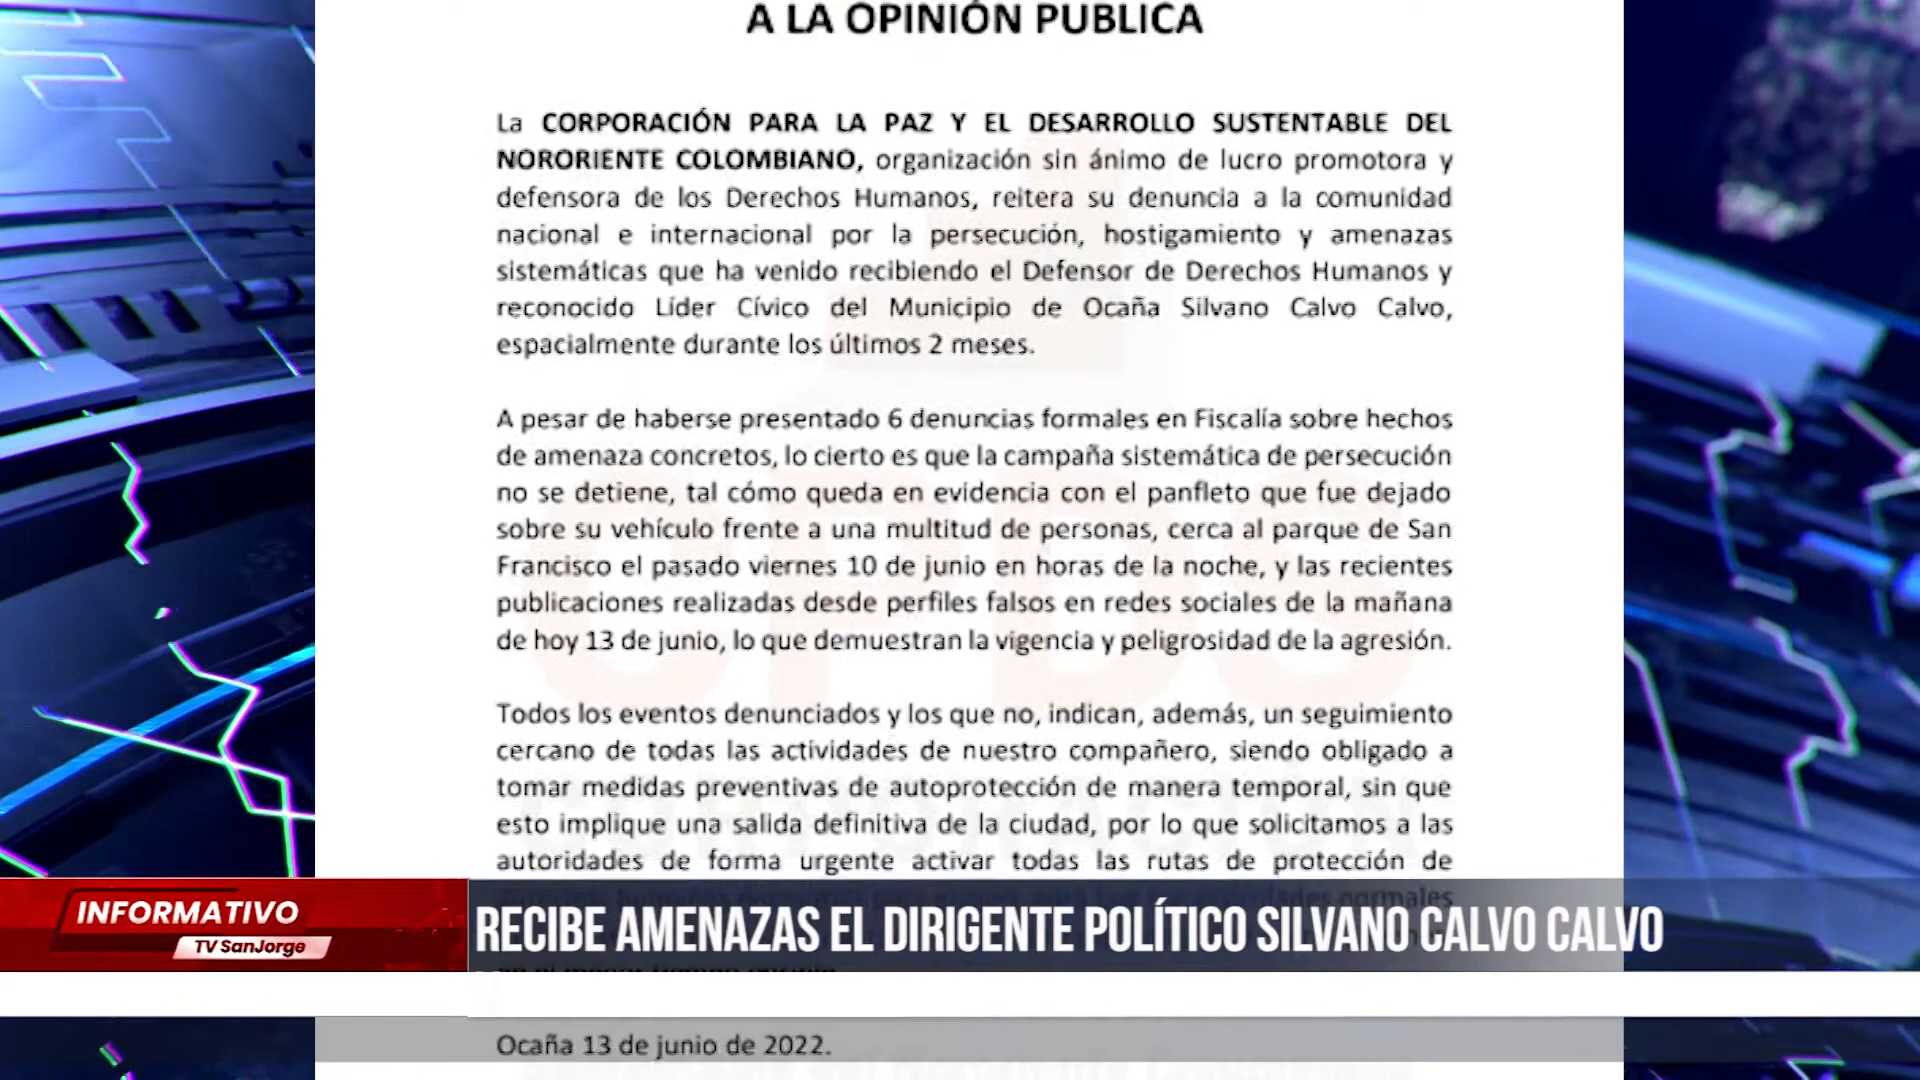 A LA OPINIÓN PUBLICA
La CORPORACIÓN PARA LA PAZ Y EL DESARROLLO SUSTENTABLE DEL
NORORIENTE COLOMBIANO, organización sin ánimo de lucro promotora y
defensora de los Derechos Humanos, reitera su denuncia a la comunidad
nacional e internacional por la persecución, hostigamiento y amenazas
sistemáticas que ha venido recibiendo el Defensor de Derechos Humanos y
reconocido Líder Cívico del Municipio de Ocaña Silvano Calvo Calvo,
espacialmente durante los últimos 2 meses.
A pesar de haberse presentado 6 denuncias formales en Fiscalía sobre hechos
de amenaza concretos, lo cierto es que la campaña sistemática de persecución
no se detiene, tal cómo queda en evidencia con el panfleto que fue dejado
sobre su vehículo frente a una multitud de personas, cerca al parque de San
Francisco el pasado viernes 10 de junio en horas de la noche, y las recientes
publicaciones realizadas desde perfiles falsos en redes sociales de la mañana
de hoy 13 de junio, lo que demuestran la vigencia y peligrosidad de la agresión.
Todos los eventos denunciados y los que no, indican, además, un seguimiento
cercano de todas las actividades de nuestro compañero, siendo obligado a
tomar medidas preventivas de autoprotección de manera temporal, sin que
esto implique una salida definitiva de la ciudad, por lo que solicitamos a las
autoridades de forma urgente activar todas las rutas de protección de
normales
INFORMATIVO
TV SanJorge
RECIBE AMENAZAS EL DIRIGENTE POLÍTICO SILVANO CALVO CALVO
Ocaña 13 de junio de 2022.